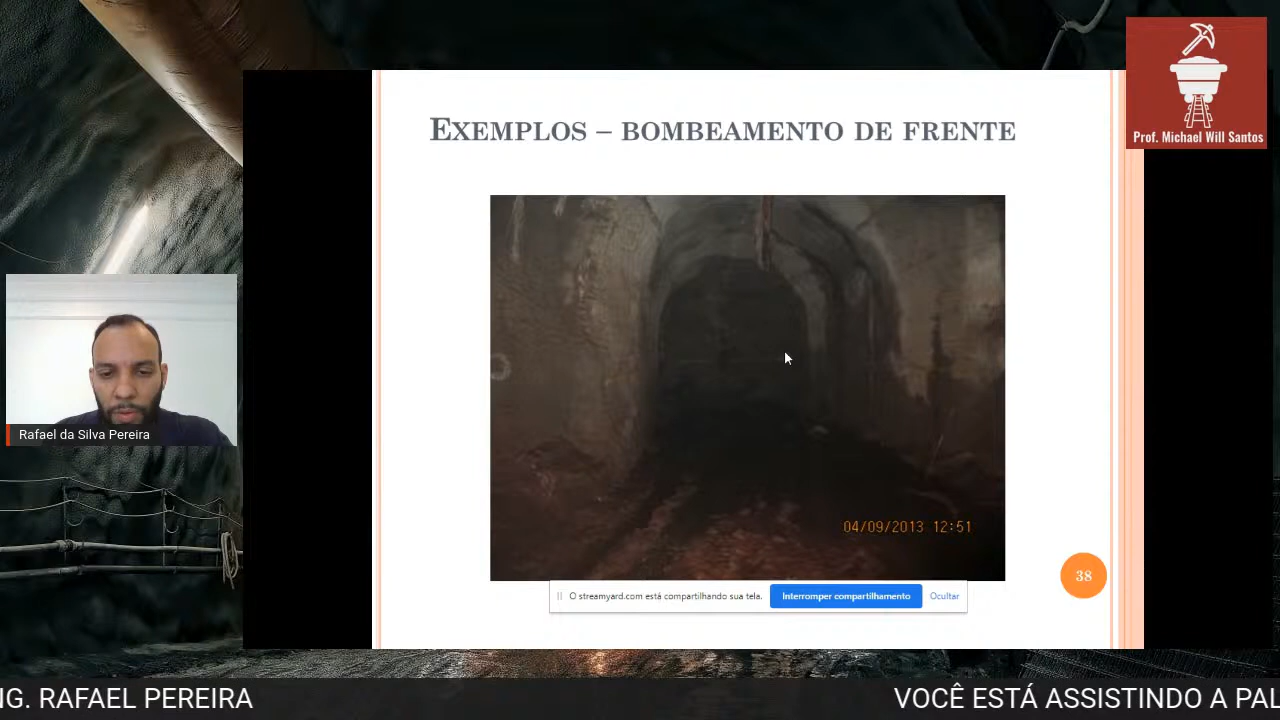 Prof. Michael Will Santos
EXEMPLOS – BOMBEAMENTO DE FRENTE
Rafael da Silva Pereira
04/09/2013 12:51
38
O streamyard.com está compartilhando sua tela.
Interromper compartilhamento
Ocultar
NG. RAFAEL PEREIRA
VOCÊ ESTÁ ASSISTINDO A PAL